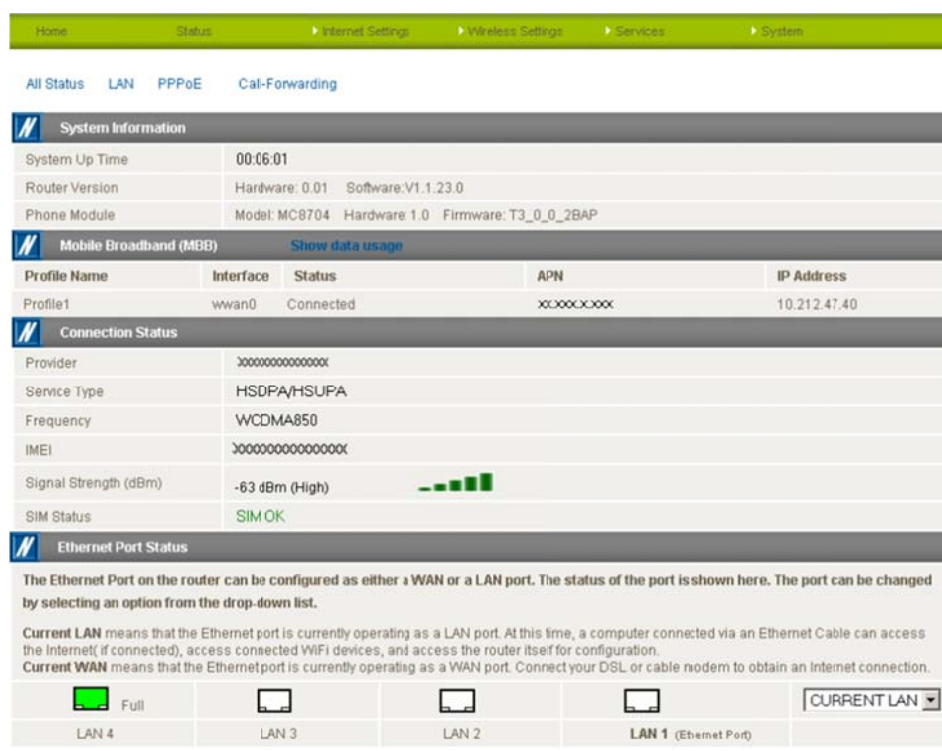 Home Status Internet Settings Wireless Settings Services System
All Status LAN PPPoE Call-Forwarding
System Information
System Up Time 00:06:01
Router Version Hardware: 0.01 Software:V1.1.23.0
Phone Module Model: MC8704 Hardware 1.0 Firmware: T3_0_0_2BAP
Mobile Broadband (MBB) Show data usage
Profile Name Interface Status APN IP Address
Profile1 wwan0 Connected 10.212.47.40
Connection Status
Provider
Service Type HSDPA/HSUPA
Frequency WCDMA850
IMEI
Signal Strength (dBm) -63 dBm (High)
SIM Status SIM OK
Ethernet Port Status
The Ethernet Port on the router can be configured as either a WAN or a LAN port. The status of the port is shown here. The port can be changed
by selecting an option from the drop-down list.
Current LAN means that the Ethernet port is currently operating as a LAN port. At this time, a computer connected via an Ethernet Cable can access
the Internet( if connected), access connected WiFi devices, and access the router itself for configuration.
Current WAN means that the Ethernet port is currently operating as a WAN port. Connect your DSL or cable modem to obtain an Internet connection.
Full CURRENT LAN
LAN 4 LAN 3 LAN 2 LAN 1 (Ethernet Port)